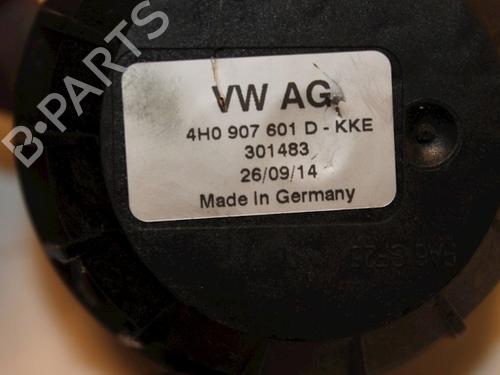 B-PARTS
VW AG.
4H0 907 601 D - KKE
301483
26/09/14
Made In Germany